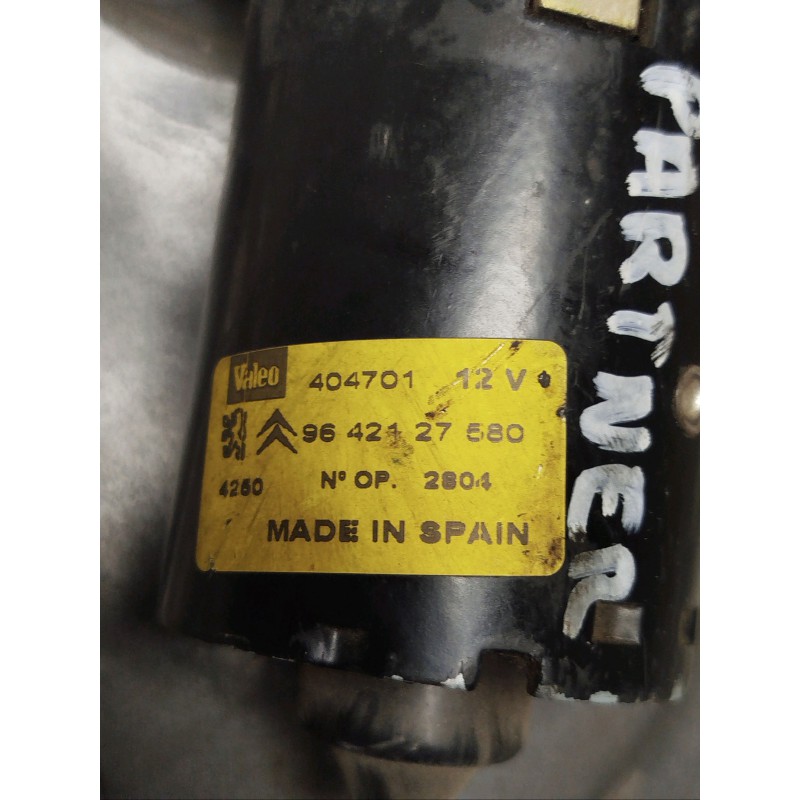 Valeo 404701 12 V
96 421 27 580
4250 Nº OP. 2804
MADE IN SPAIN
PARTNER